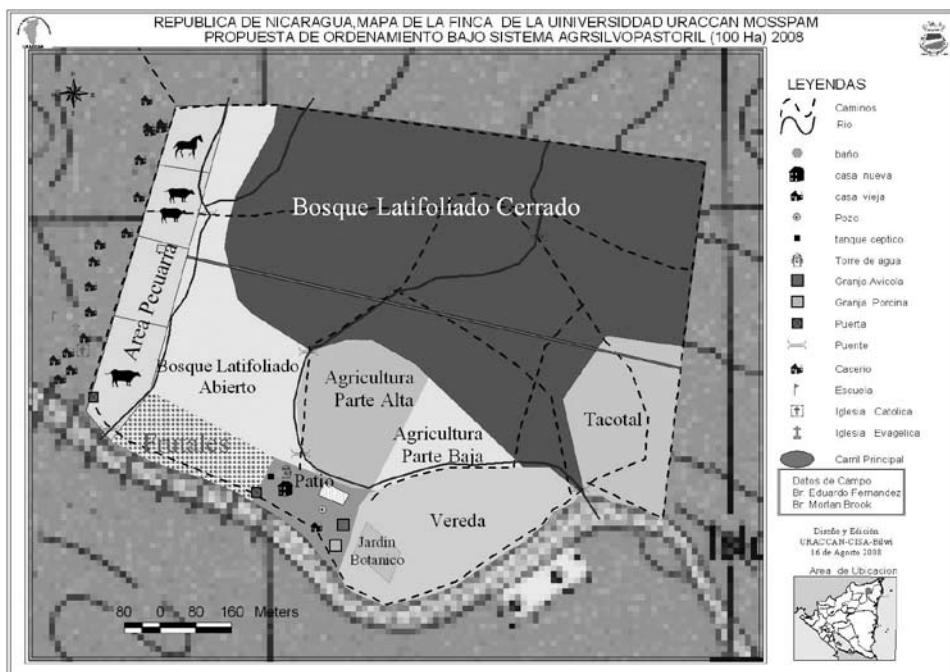 REPUBLICA DE NICARAGUA,MAPA DE LA FINCA DE LA UINIVERSIDDAD URACCAN MOSSPAM
PROPUESTA DE ORDENAMIENTO BAJO SISTEMA AGRSILVOPASTORIL (100 Ha) 2008
URACCAN
Bosque Latifoliado Cerrado
Area Pecuaria
Bosque Latifoliado
Abierto
Agricultura
Parte Alta
Agricultura
Parte Baja
Tacotal
Frutales
Patio
Vereda
Jardin
Botanico
80 0 80 160 Meters
LEYENDAS
Caminos
Rio
baño
casa nueva
casa vieja
Pozo
tanque ceptico
Torre de agua
Granja Avicola
Granja Porcina
Puerta
Puente
Cacerio
Escuela
Iglesia Catolica
Iglesia Evagelica
Carril Principal
Datos de Campo
Br. Eduardo Fernandez
Br. Morlan Brook
Diseño y Edición
URACCAN-CISA-Bilwi
16 de Agosto 2008
Area de Ubicacion